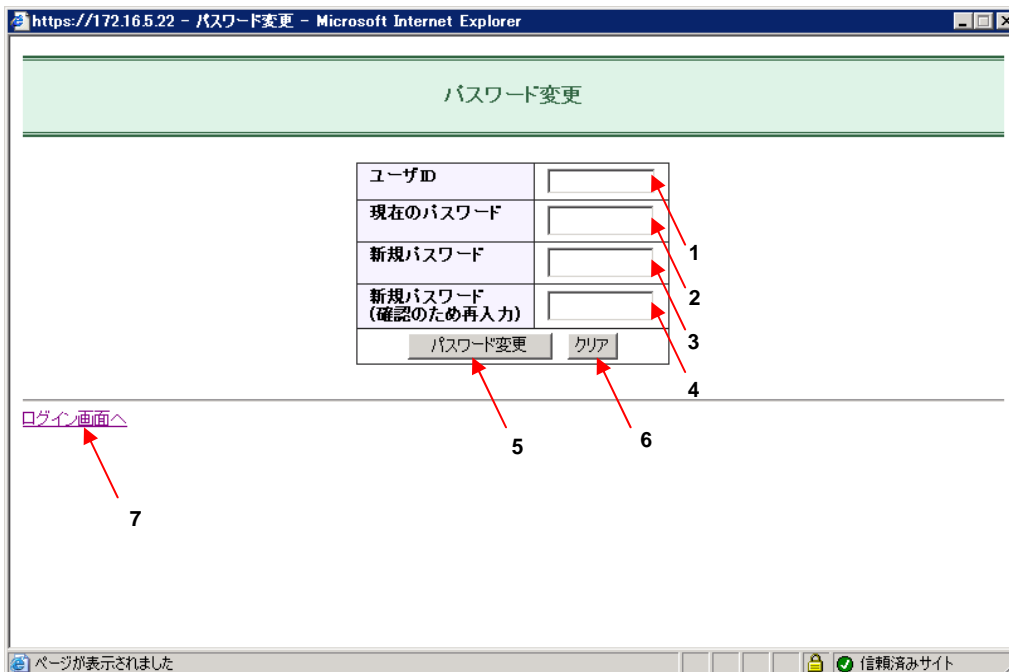 https://172.16.5.22 - パスワード変更 - Microsoft Internet Explorer
パスワード変更
ユーザID
1
現在のパスワード
2
新規パスワード
3
新規パスワード
(確認のため再入力)
4
パスワード変更 クリア
5 6
ログイン画面へ
7
ページが表示されました 信頼済みサイト